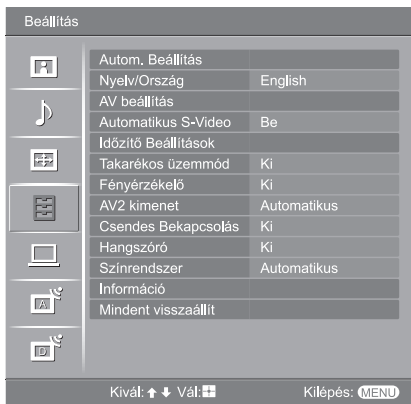 Beállítás
Autom. Beállítás
Nyelv/Ország English
AV beállítás
Automatikus S-Video Be
Időzítő Beállítások
Takarékos üzemmód Ki
Fényérzékelő Ki
AV2 kimenet Automatikus
Csendes Bekapcsolás Ki
Hangszóró Ki
Színrendszer Automatikus
Információ
Mindent visszaállít
A
D
Kivál: Vál: Kilépés: MENU